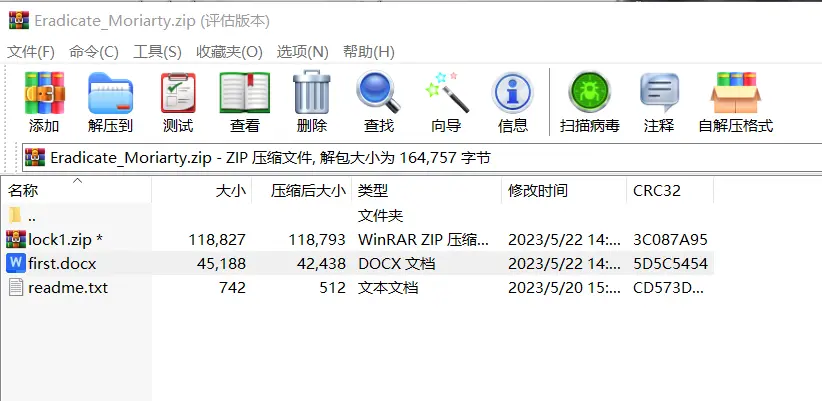 Eradicate_Moriarty.zip (评估版本)
文件(F) 命令(C) 工具(S) 收藏夹(O) 选项(N) 帮助(H)
添加 解压到 测试 查看 删除 查找 向导 信息 扫描病毒 注释 自解压格式
Eradicate_Moriarty.zip - ZIP 压缩文件, 解包大小为 164,757 字节
名称 大小 压缩后大小 类型 修改时间 CRC32
.. 文件夹
lock1.zip * 118,827 118,793 WinRAR ZIP 压缩... 2023/5/22 14:... 3C087A95
first.docx 45,188 42,438 DOCX 文档 2023/5/22 14:... 5D5C5454
readme.txt 742 512 文本文档 2023/5/20 15:... CD573D...